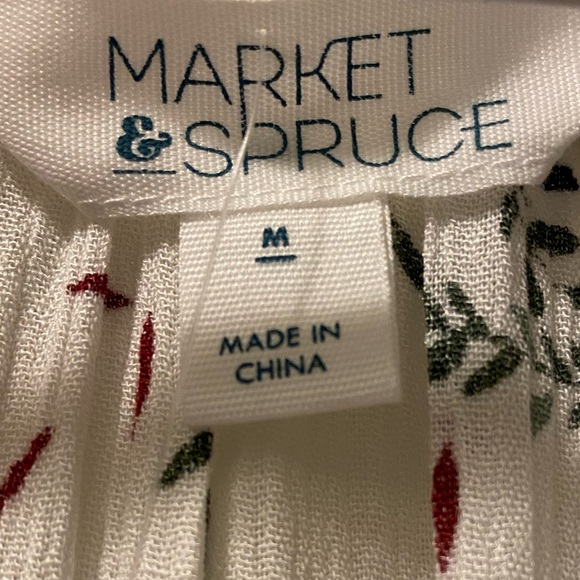 MARKET
& SPRUCE
M
MADE IN
CHINA